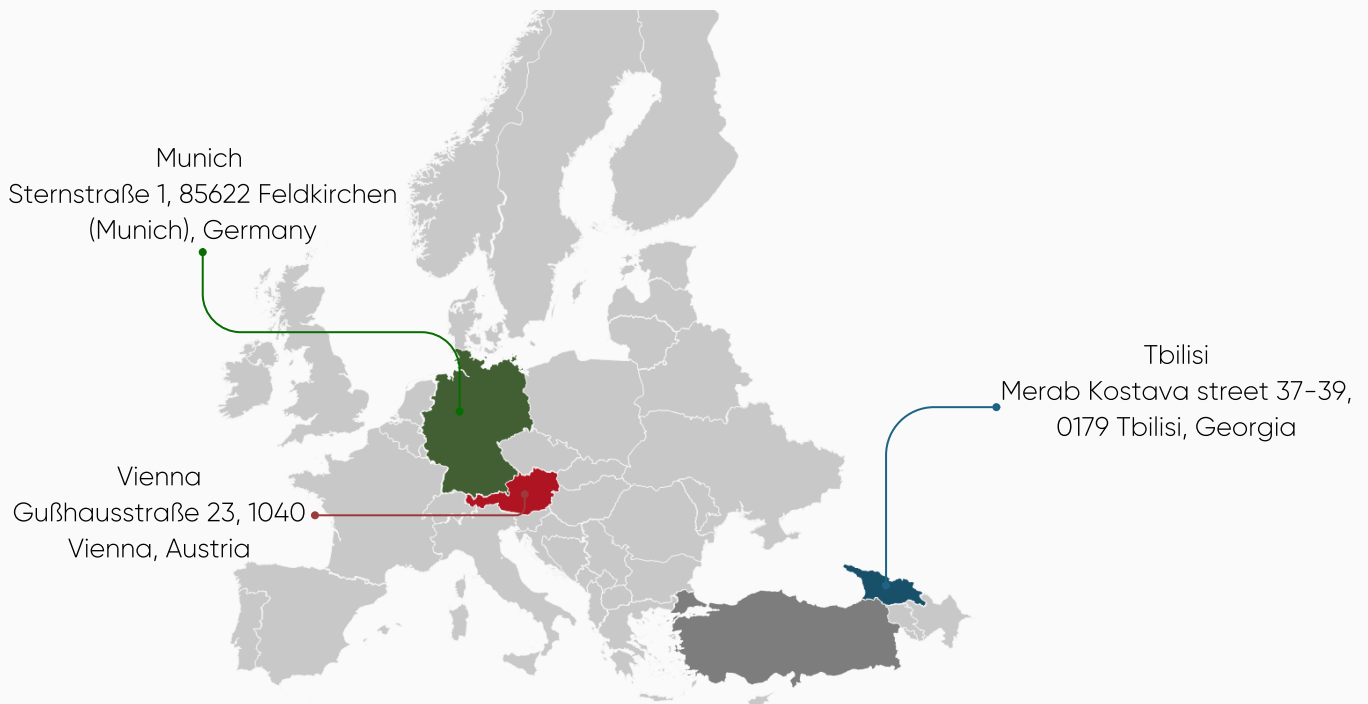 Munich
Sternstraße 1, 85622 Feldkirchen
(Munich), Germany
Vienna
Gußhausstraße 23, 1040
Vienna, Austria
Tbilisi
Merab Kostava street 37-39,
0179 Tbilisi, Georgia